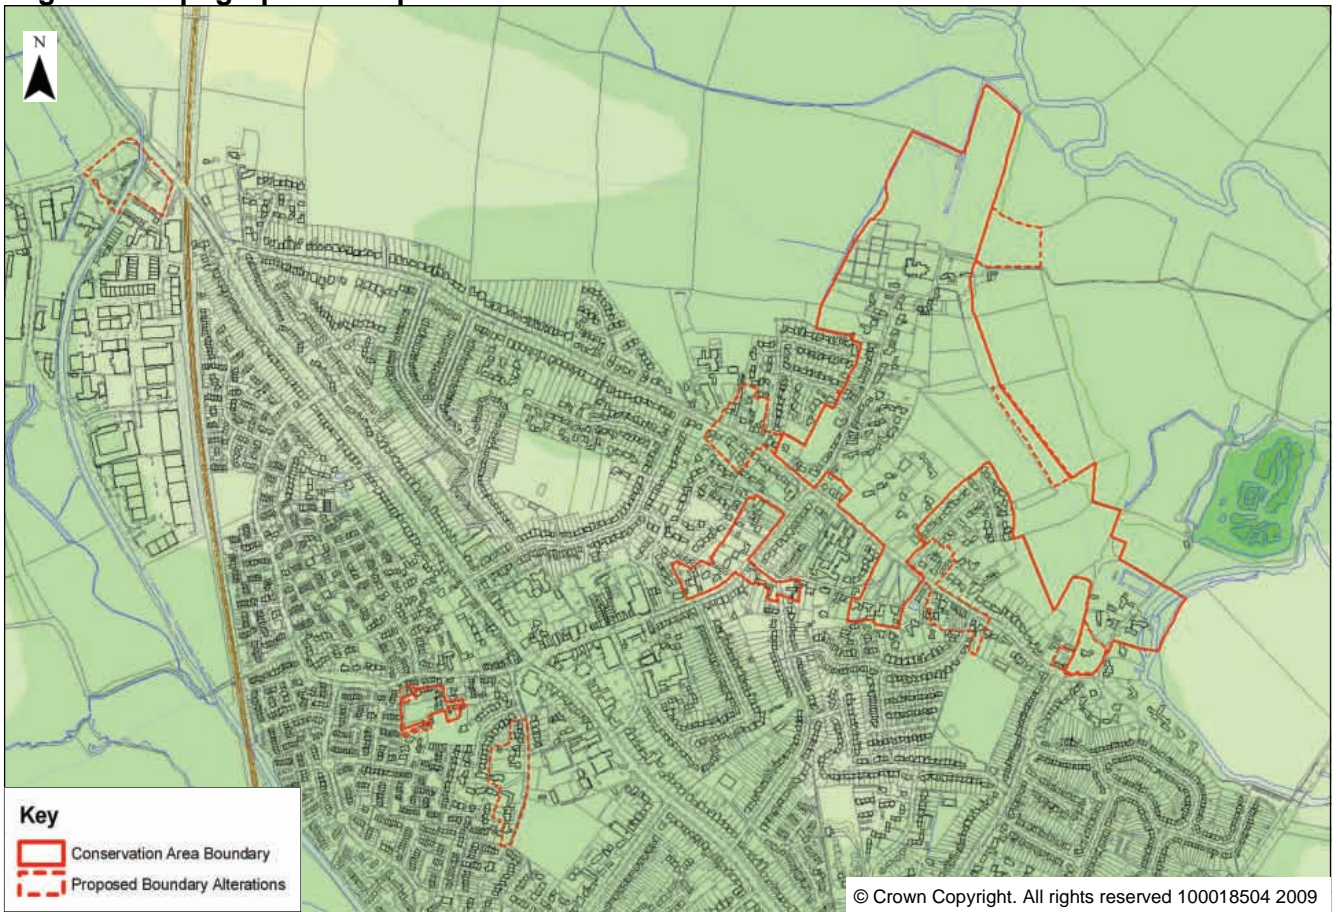 N
Key
Conservation Area Boundary
Proposed Boundary Alterations
© Crown Copyright. All rights reserved 100018504 2009